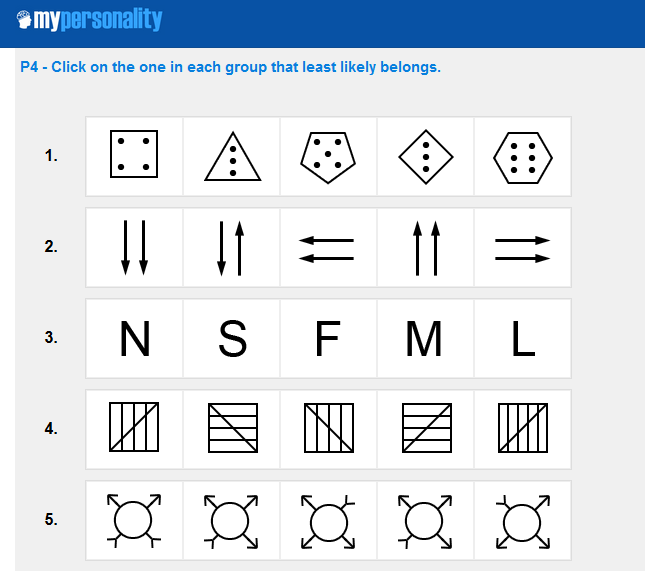 mypersonality
P4 - Click on the one in each group that least likely belongs.
1.
2.
3. N S F M L
4.
5.